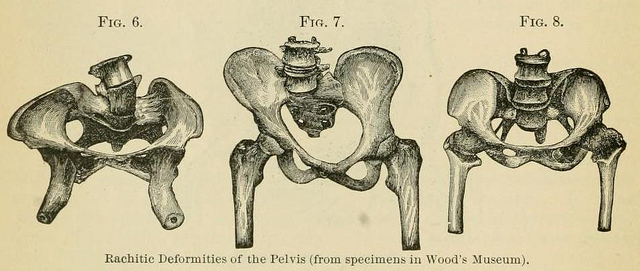 FIG. 6.
FIG. 7.
FIG. 8.
Rachitic Deformities of the Pelvis (from specimens in Wood's Museum).